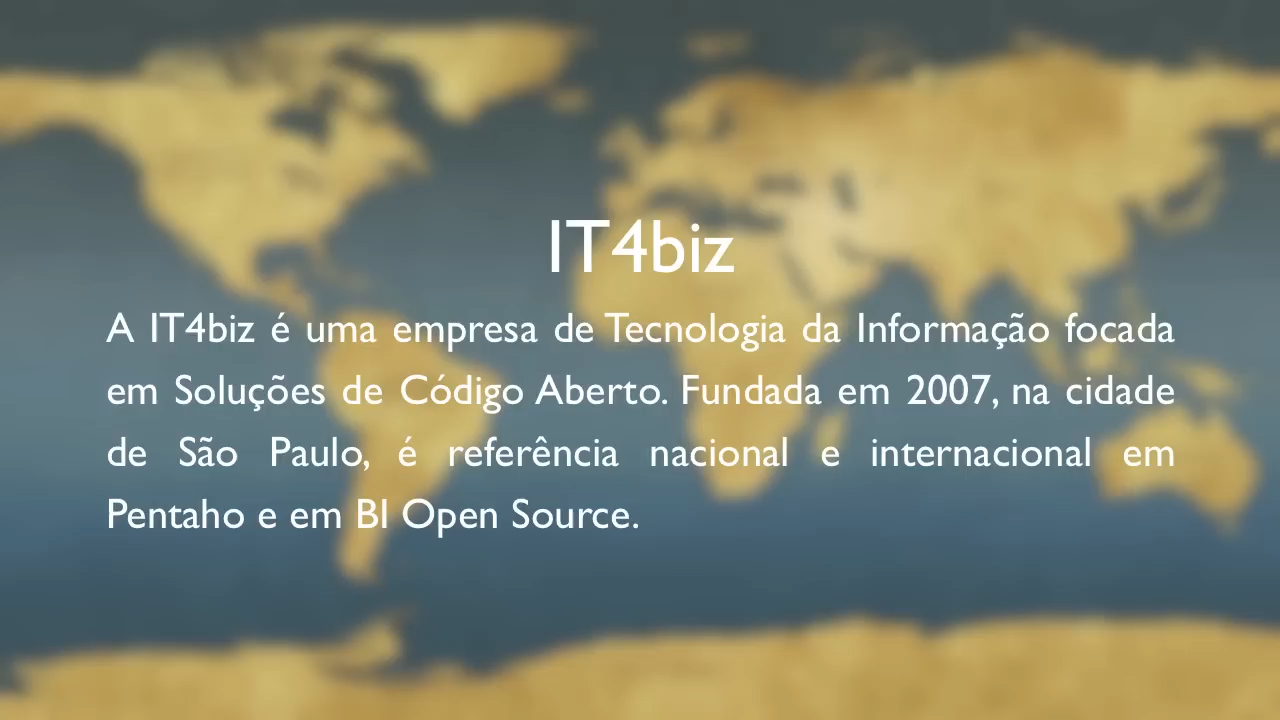 IT4biz
A IT4biz é uma empresa de Tecnologia da Informação focada
em Soluções de Código Aberto. Fundada em 2007, na cidade
de São Paulo, é referência nacional e internacional em
Pentaho e em BI Open Source.